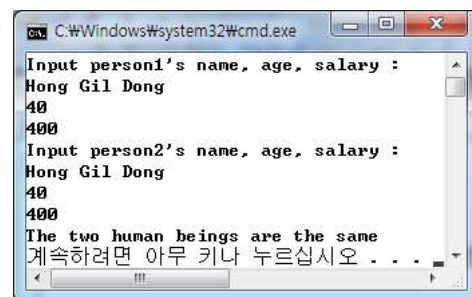 C:₩Windows₩system32₩cmd.exe
Input person1's name, age, salary :
Hong Gil Dong
40
400
Input person2's name, age, salary :
Hong Gil Dong
40
400
The two human beings are the same
계속하려면 아무 키나 누르십시오 . . .